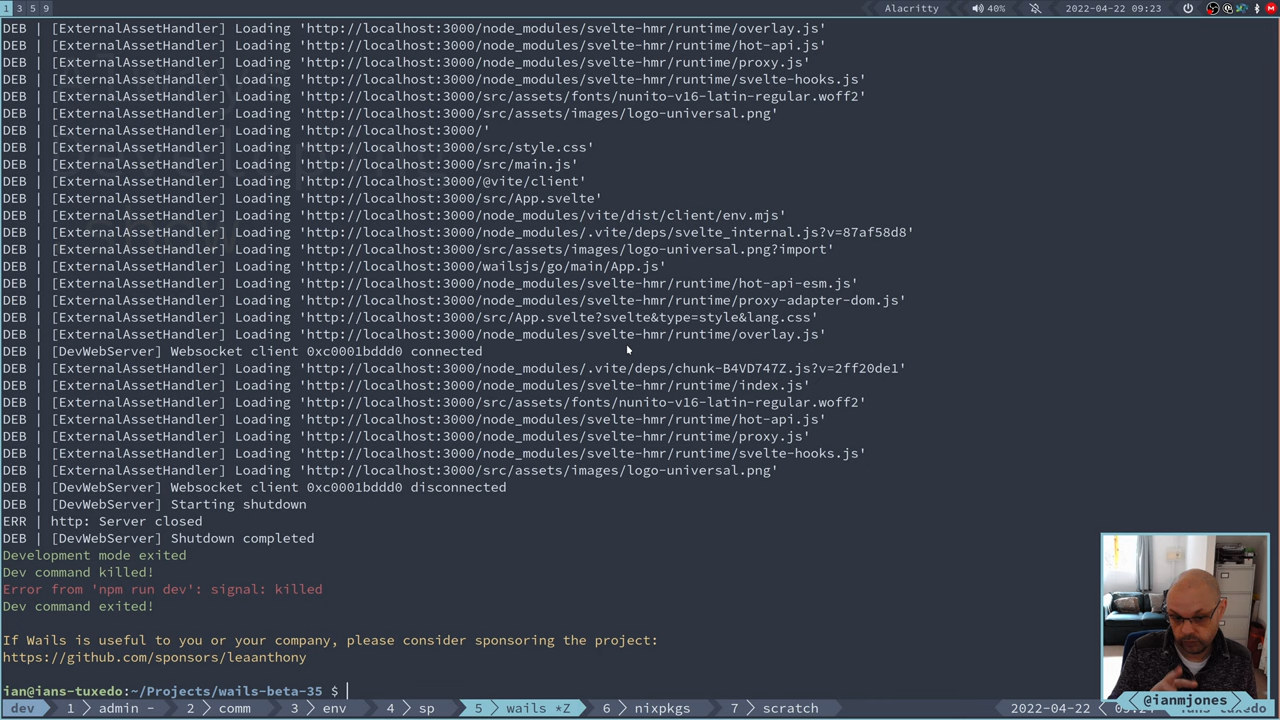 1 3 5 9 Alacritty 40% 2022-04-22 09:23
DEB | [ExternalAssetHandler] Loading 'http://localhost:3000/node_modules/svelte-hmr/runtime/overlay.js'
DEB | [ExternalAssetHandler] Loading 'http://localhost:3000/node_modules/svelte-hmr/runtime/hot-api.js'
DEB | [ExternalAssetHandler] Loading 'http://localhost:3000/node_modules/svelte-hmr/runtime/proxy.js'
DEB | [ExternalAssetHandler] Loading 'http://localhost:3000/node_modules/svelte-hmr/runtime/svelte-hooks.js'
DEB | [ExternalAssetHandler] Loading 'http://localhost:3000/src/assets/fonts/nunito-v16-latin-regular.woff2'
DEB | [ExternalAssetHandler] Loading 'http://localhost:3000/src/assets/images/logo-universal.png'
DEB | [ExternalAssetHandler] Loading 'http://localhost:3000/'
DEB | [ExternalAssetHandler] Loading 'http://localhost:3000/src/style.css'
DEB | [ExternalAssetHandler] Loading 'http://localhost:3000/src/main.js'
DEB | [ExternalAssetHandler] Loading 'http://localhost:3000/@vite/client'
DEB | [ExternalAssetHandler] Loading 'http://localhost:3000/src/App.svelte'
DEB | [ExternalAssetHandler] Loading 'http://localhost:3000/node_modules/vite/dist/client/env.mjs'
DEB | [ExternalAssetHandler] Loading 'http://localhost:3000/node_modules/.vite/deps/svelte_internal.js?v=87af58d8'
DEB | [ExternalAssetHandler] Loading 'http://localhost:3000/src/assets/images/logo-universal.png?import'
DEB | [ExternalAssetHandler] Loading 'http://localhost:3000/wailsjs/go/main/App.js'
DEB | [ExternalAssetHandler] Loading 'http://localhost:3000/node_modules/svelte-hmr/runtime/hot-api-esm.js'
DEB | [ExternalAssetHandler] Loading 'http://localhost:3000/node_modules/svelte-hmr/runtime/proxy-adapter-dom.js'
DEB | [ExternalAssetHandler] Loading 'http://localhost:3000/src/App.svelte?svelte&type=style&lang.css'
DEB | [ExternalAssetHandler] Loading 'http://localhost:3000/node_modules/svelte-hmr/runtime/overlay.js'
DEB | [DevWebServer] Websocket client 0xc0001bddd0 connected
DEB | [ExternalAssetHandler] Loading 'http://localhost:3000/node_modules/.vite/deps/chunk-B4VD747Z.js?v=2ff20de1'
DEB | [ExternalAssetHandler] Loading 'http://localhost:3000/node_modules/svelte-hmr/runtime/index.js'
DEB | [ExternalAssetHandler] Loading 'http://localhost:3000/src/assets/fonts/nunito-v16-latin-regular.woff2'
DEB | [ExternalAssetHandler] Loading 'http://localhost:3000/node_modules/svelte-hmr/runtime/hot-api.js'
DEB | [ExternalAssetHandler] Loading 'http://localhost:3000/node_modules/svelte-hmr/runtime/proxy.js'
DEB | [ExternalAssetHandler] Loading 'http://localhost:3000/node_modules/svelte-hmr/runtime/svelte-hooks.js'
DEB | [ExternalAssetHandler] Loading 'http://localhost:3000/src/assets/images/logo-universal.png'
DEB | [DevWebServer] Websocket client 0xc0001bddd0 disconnected
DEB | [DevWebServer] Starting shutdown
ERR | http: Server closed
DEB | [DevWebServer] Shutdown completed
Development mode exited
Dev command killed!
Error from 'npm run dev': signal: killed
Dev command exited!
If Wails is useful to you or your company, please consider sponsoring the project:
https://github.com/sponsors/leaanthony
ian@ians-tuxedo:~/Projects/wails-beta-35 $
@ianmjones
dev 1 admin - 2 comm 3 env 4 sp 5 wails *Z 6 nixpkgs 7 scratch 2022-04-22